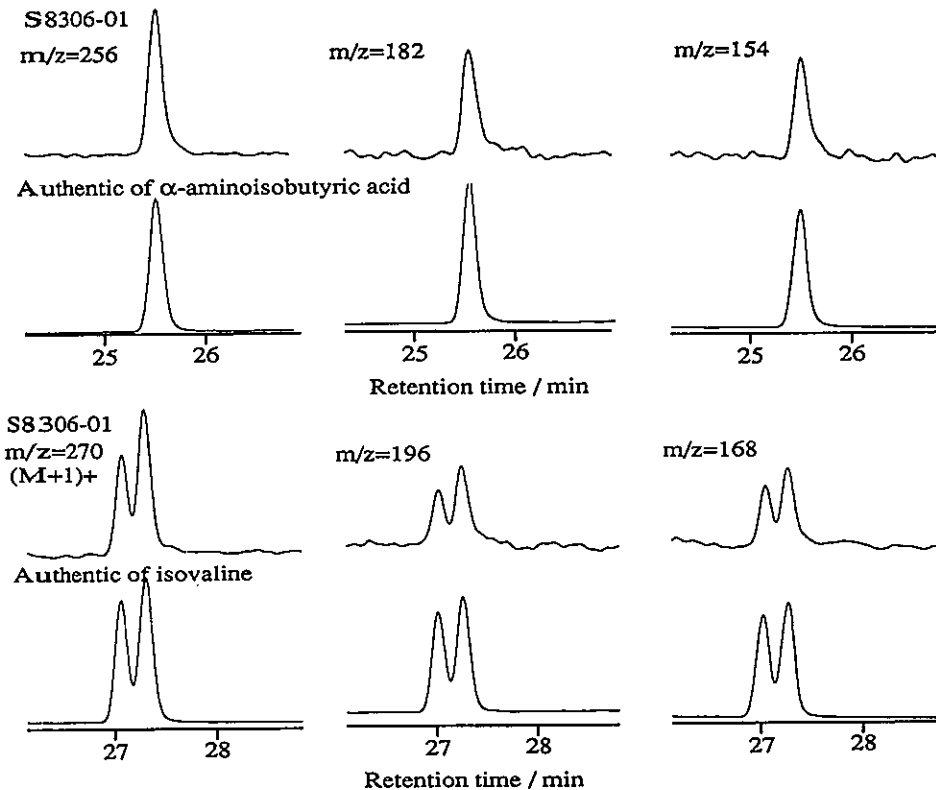 S8306-01
m/z=256
m/z=182
m/z=154
Authentic of α-aminoisobutyric acid
25 26
25 26
25 26
Retention time / min
S8306-01
m/z=270
(M+1)+
m/z=196
m/z=168
Authentic of isovaline
27 28
27 28
27 28
Retention time / min